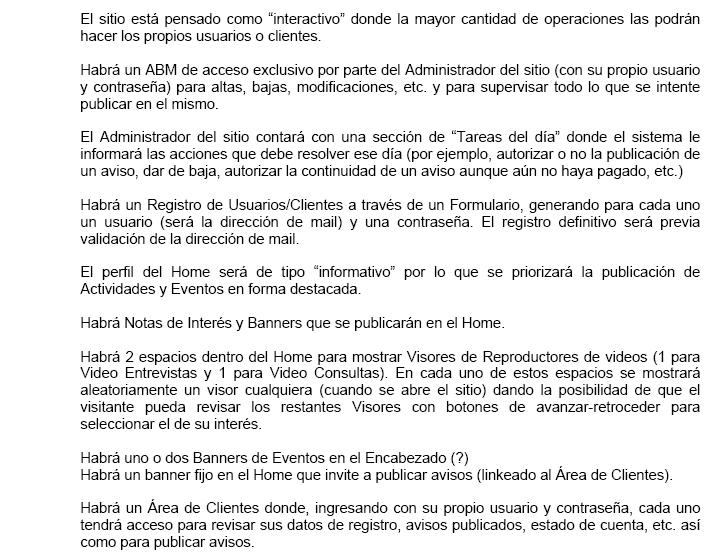 El sitio está pensado como “interactivo” donde la mayor cantidad de operaciones las podrán
hacer los propios usuarios o clientes.
Habrá un ABM de acceso exclusivo por parte del Administrador del sitio (con su propio usuario
y contraseña) para altas, bajas, modificaciones, etc. y para supervisar todo lo que se intente
publicar en el mismo.
El Administrador del sitio contará con una sección de “Tareas del día” donde el sistema le
informará las acciones que debe resolver ese día (por ejemplo, autorizar o no la publicación de
un aviso, dar de baja, autorizar la continuidad de un aviso aunque aún no haya pagado, etc.)
Habrá un Registro de Usuarios/Clientes a través de un Formulario, generando para cada uno
un usuario (será la dirección de mail) y una contraseña. El registro definitivo será previa
validación de la dirección de mail.
El perfil del Home será de tipo “informativo” por lo que se priorizará la publicación de
Actividades y Eventos en forma destacada.
Habrá Notas de Interés y Banners que se publicarán en el Home.
Habrá 2 espacios dentro del Home para mostrar Visores de Reproductores de videos (1 para
Video Entrevistas y 1 para Video Consultas). En cada uno de estos espacios se mostrará
aleatoriamente un visor cualquiera (cuando se abre el sitio) dando la posibilidad de que el
visitante pueda revisar los restantes Visores con botones de avanzar-retroceder para
seleccionar el de su interés.
Habrá uno o dos Banners de Eventos en el Encabezado (?)
Habrá un banner fijo en el Home que invite a publicar avisos (linkeado al Área de Clientes).
Habrá un Área de Clientes donde, ingresando con su propio usuario y contraseña, cada uno
tendrá acceso para revisar sus datos de registro, avisos publicados, estado de cuenta, etc. así
como para publicar avisos.